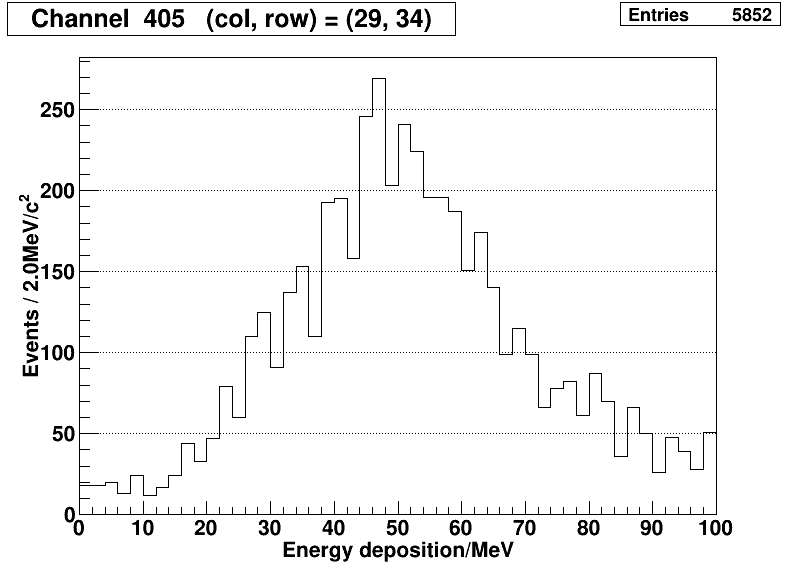 Channel 405 (col, row) = (29, 34)
Entries 5852
Events / 2.0MeV/c²
250
200
150
100
50
0
0 10 20 30 40 50 60 70 80 90 100
Energy deposition/MeV